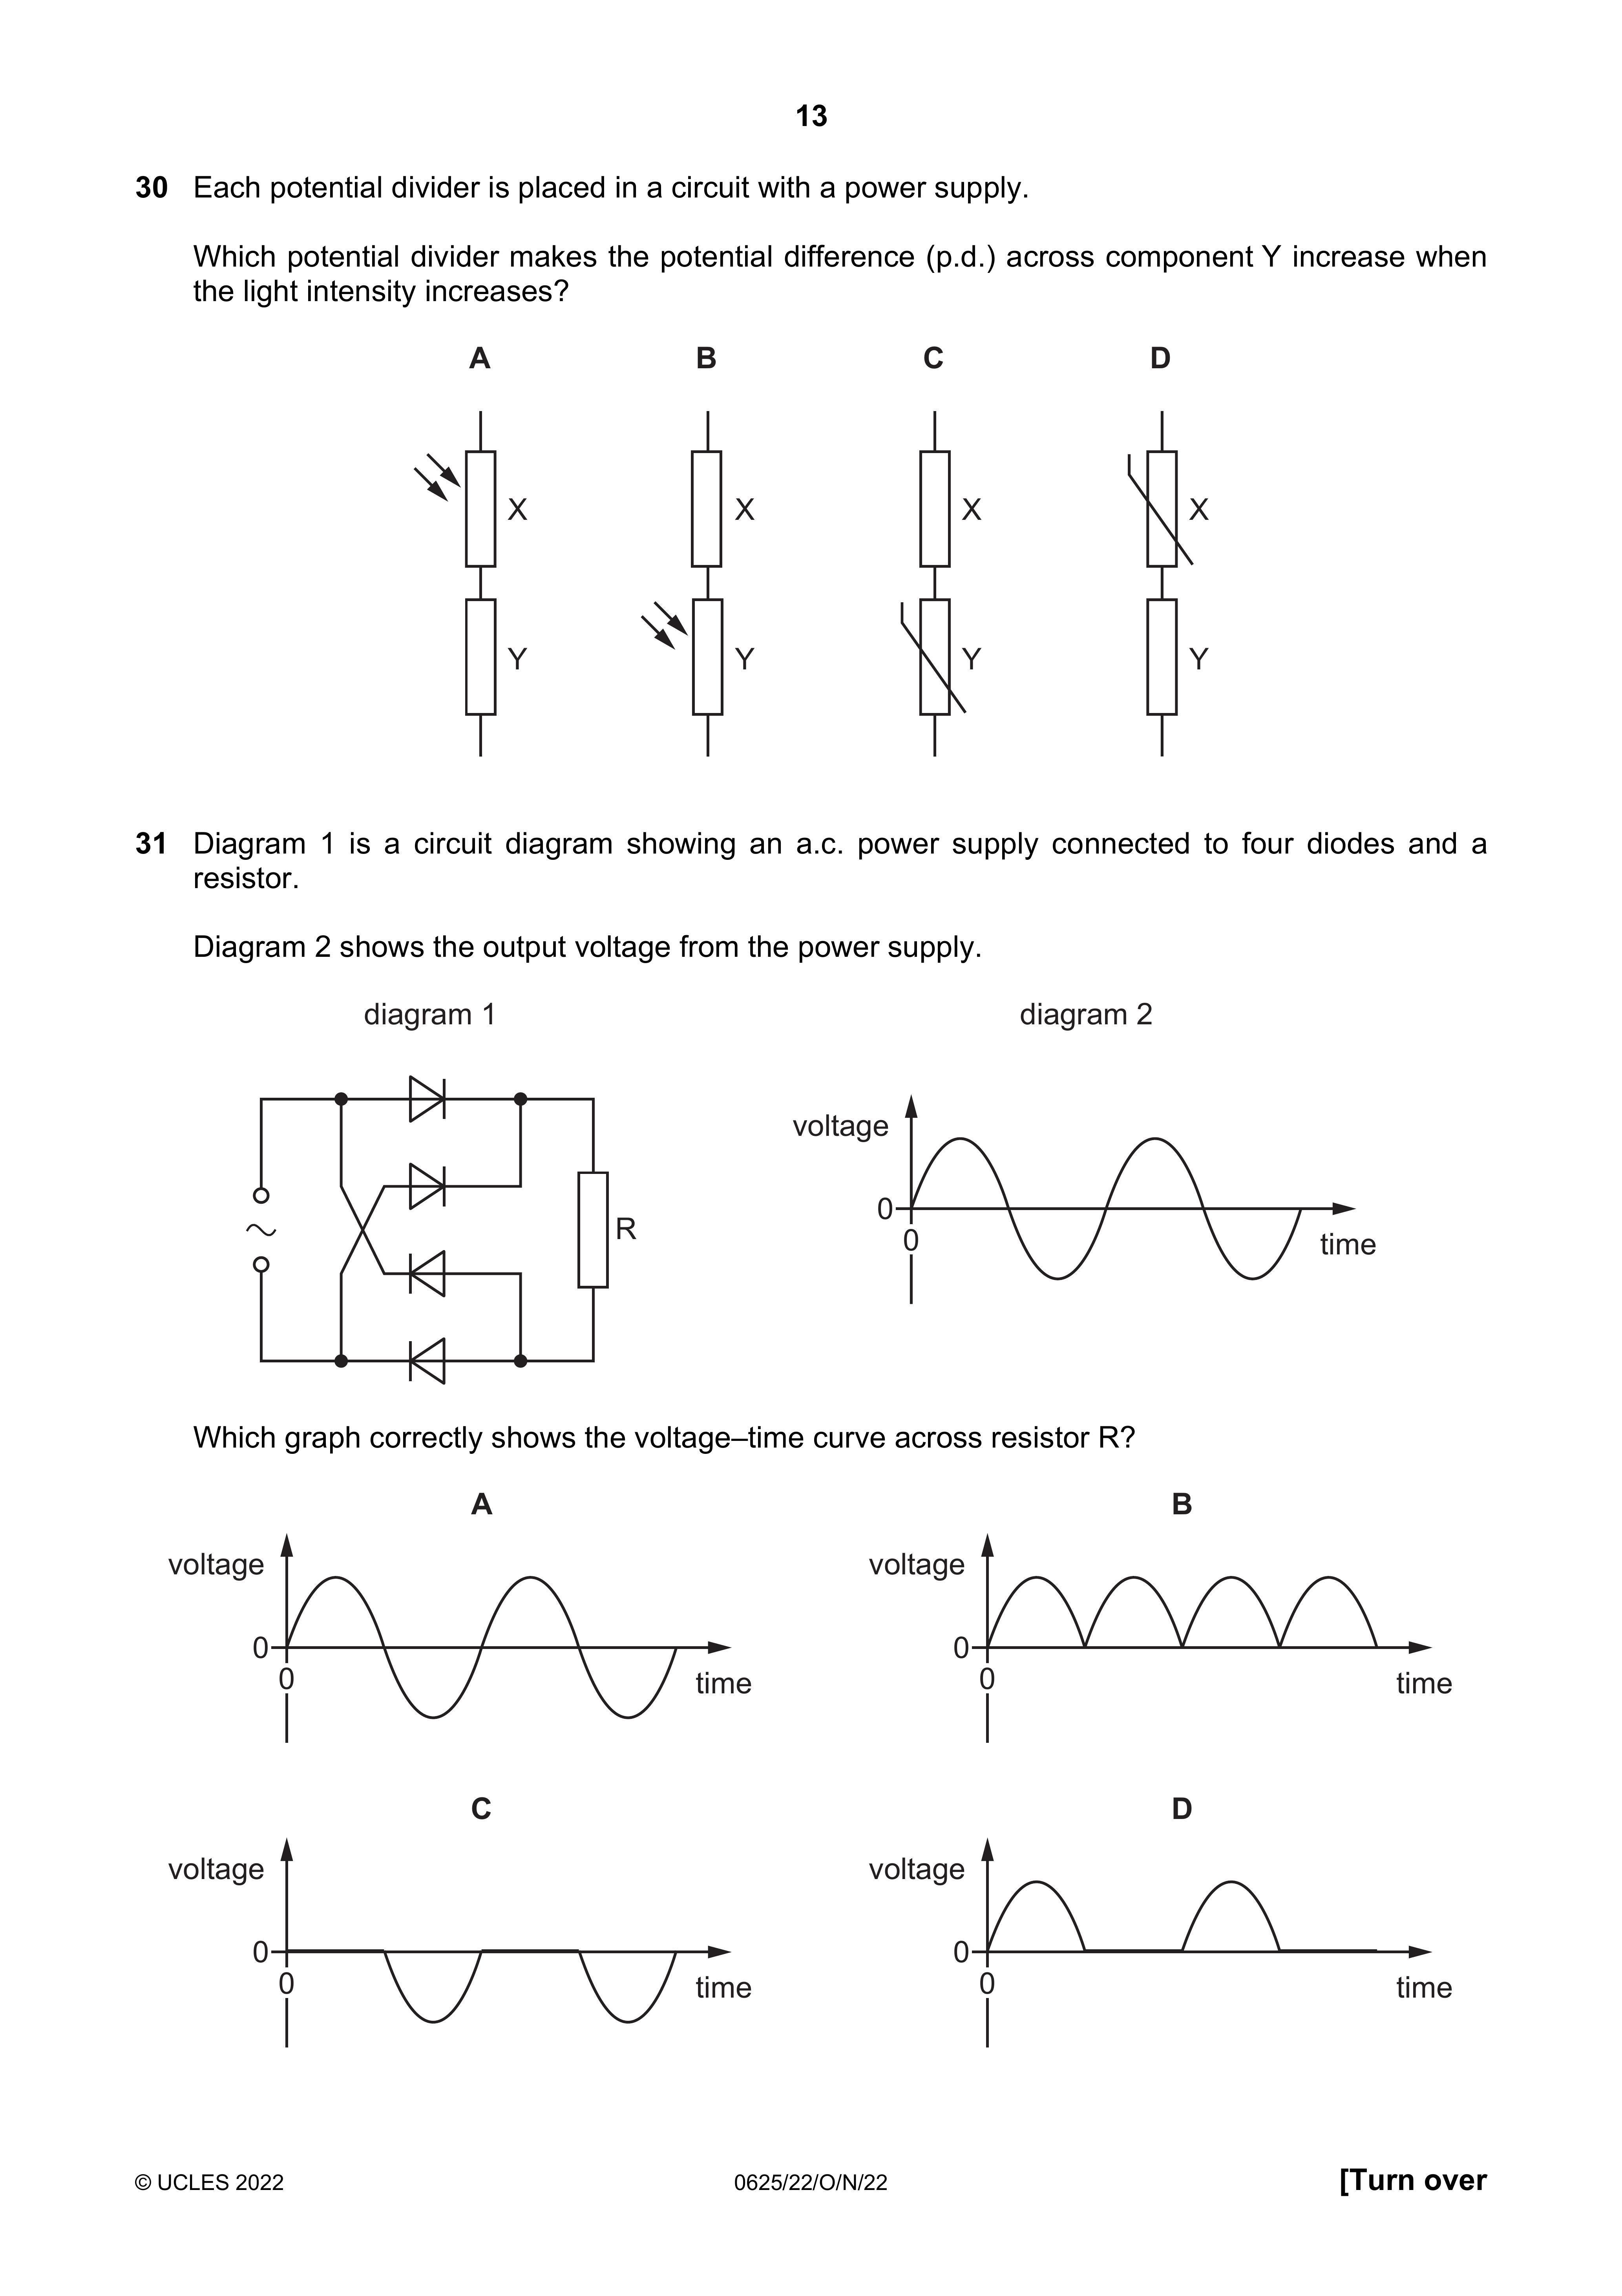 13
30 Each potential divider is placed in a circuit with a power supply.
Which potential divider makes the potential difference (p.d.) across component Y increase when
the light intensity increases?
A B C D
X X X X
Y Y Y Y
31 Diagram 1 is a circuit diagram showing an a.c. power supply connected to four diodes and a
resistor.
Diagram 2 shows the output voltage from the power supply.
diagram 1 diagram 2
R
voltage
0
0
time
Which graph correctly shows the voltage–time curve across resistor R?
A
voltage
0
0
time
B
voltage
0
0
time
C
voltage
0
0
time
D
voltage
0
0
time
© UCLES 2022 0625/22/O/N/22 [Turn over